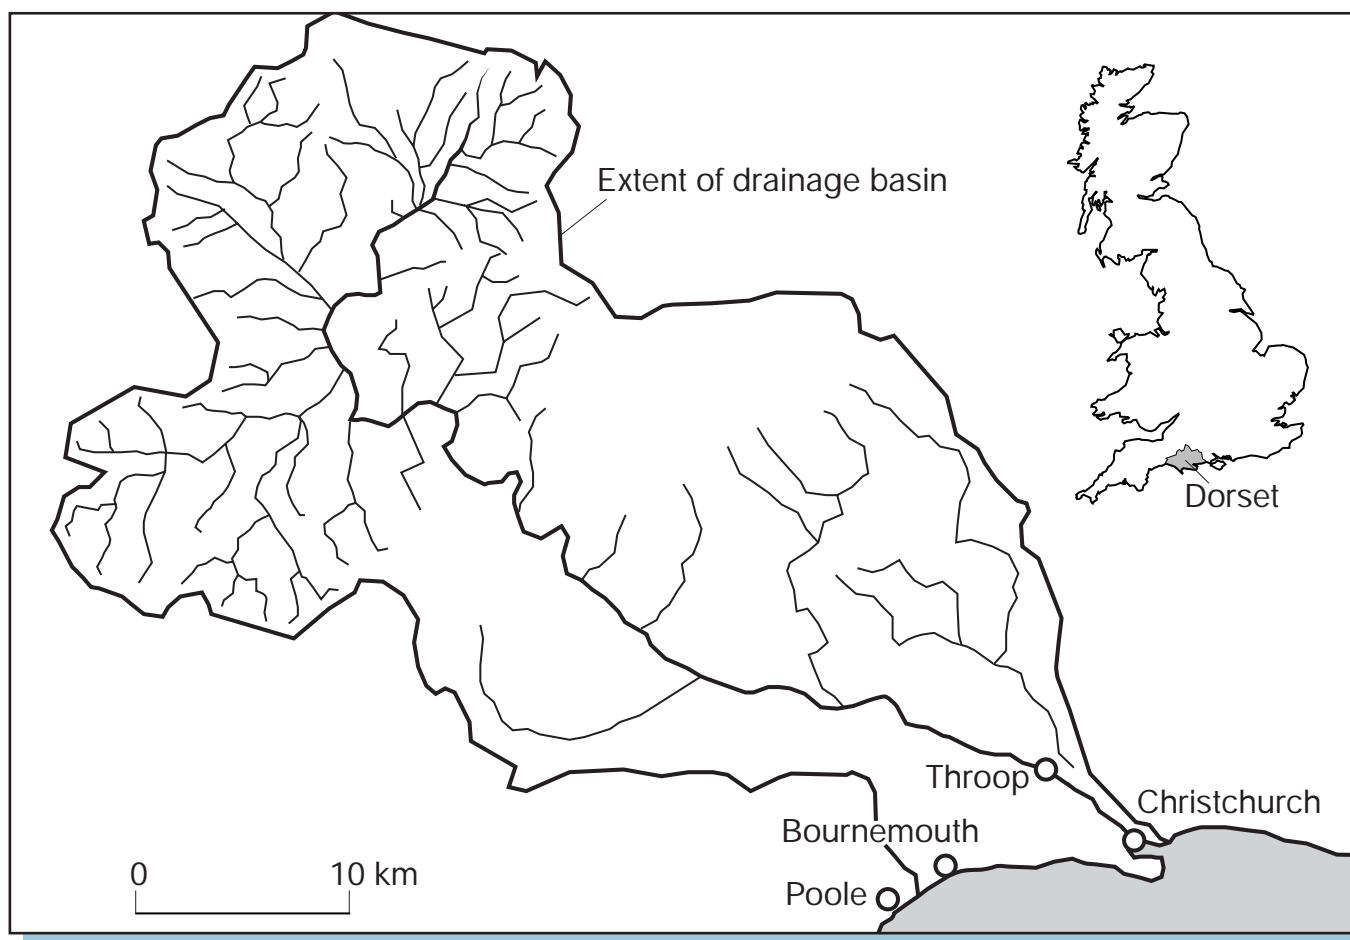 Extent of drainage basin
Dorset
Throop
Christchurch
Bournemouth
Poole
0 10 km